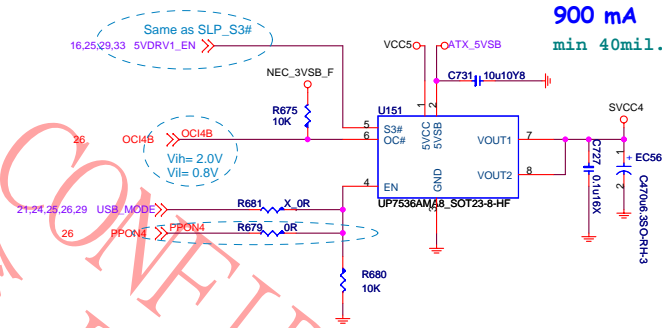 900 mA
min 40mil.
Same as SLP_S3#
16,25,29,33 5VDRV1_EN
VCC5
ATX_5VSB
NEC_3VSB_F
C731 10u10Y8
R675
10K
U151
SVCC4
1
2
26 OCI4B OCI4B
5
6
S3#
OC#
5VCC
5VSB
VOUT1
7
Vih= 2.0V
Vil= 0.8V
C727 0.1u16X
1
+ EC56
2
C470u6.3SO-RH-3
VOUT2
8
4
EN
GND
3
UP7536AMA8_SOT23-8-HF
21,24,25,26,29 USB_MODE
R681 X_0R
26 PPON4 PPON4
R679 0R
R680
10K
CONFI